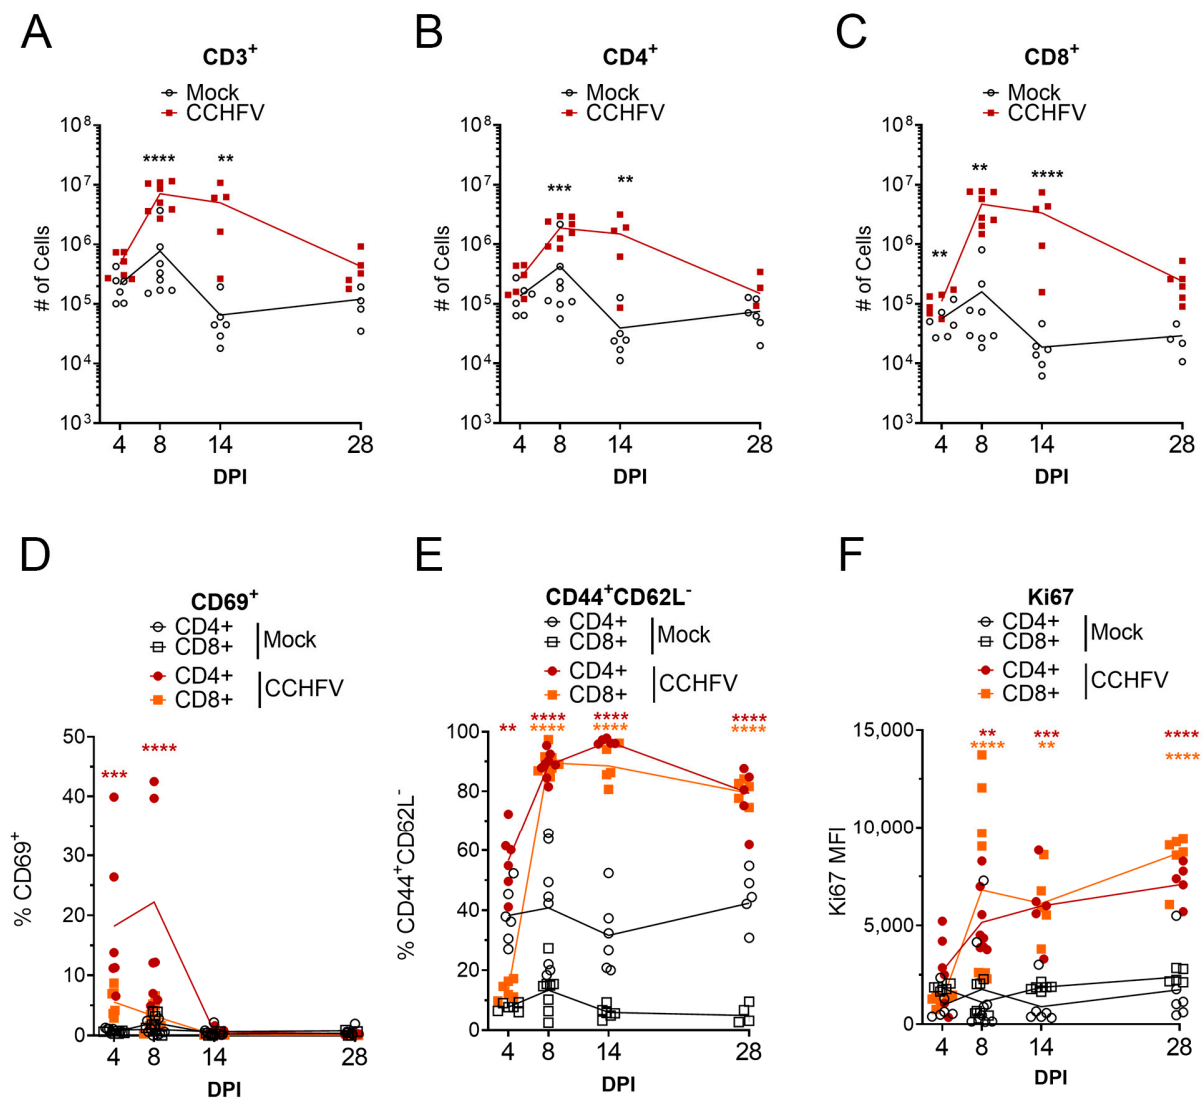 A
CD3+
Mock
CCHFV
**** **
# of Cells
10^8
10^7
10^6
10^5
10^4
10^3
4 8 14 28
DPI
B
CD4+
Mock
CCHFV
*** **
# of Cells
10^8
10^7
10^6
10^5
10^4
10^3
4 8 14 28
DPI
C
CD8+
Mock
CCHFV
** ** ****
# of Cells
10^8
10^7
10^6
10^5
10^4
10^3
4 8 14 28
DPI
D
CD69+
CD4+
CD8+
Mock
CD4+
CD8+
CCHFV
*** ****
% CD69+
50
40
30
20
10
0
4 8 14 28
DPI
E
CD44+CD62L-
CD4+
CD8+
Mock
CD4+
CD8+
CCHFV
** **** **** ****
**** **** ****
% CD44+CD62L-
100
80
60
40
20
0
4 8 14 28
DPI
F
Ki67
CD4+
CD8+
Mock
CD4+
CD8+
CCHFV
** *** ****
**** ** ****
Ki67 MFI
15,000
10,000
5,000
0
4 8 14 28
DPI